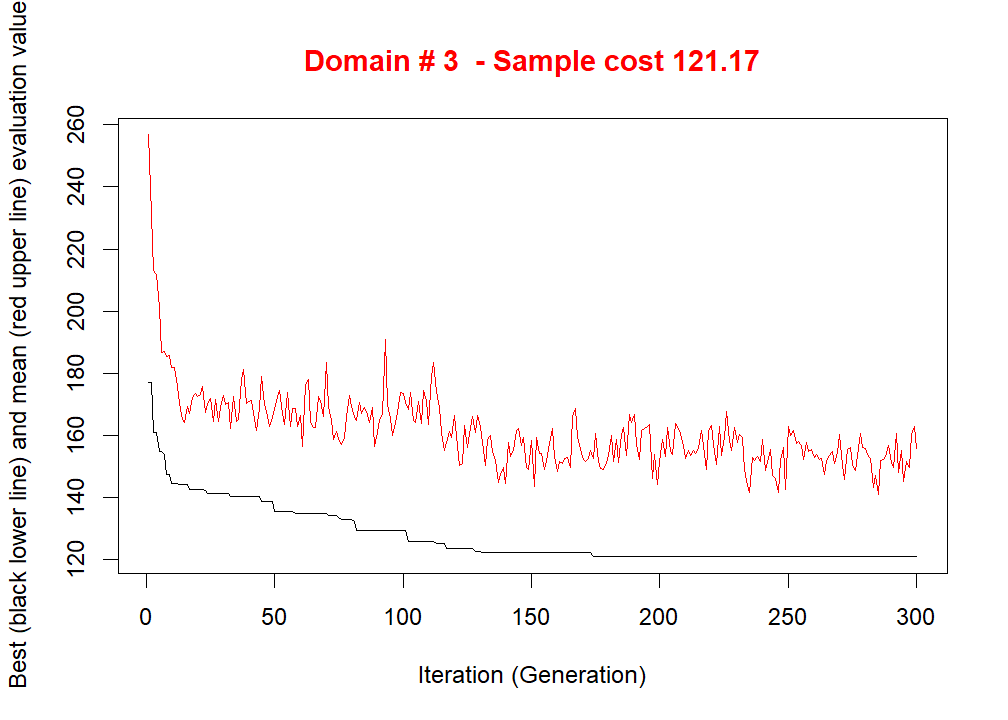 Domain # 3  - Sample cost 121.17
Best (black lower line) and mean (red upper line) evaluation value
260
240
220
200
180
160
140
120
0 50 100 150 200 250 300
Iteration (Generation)